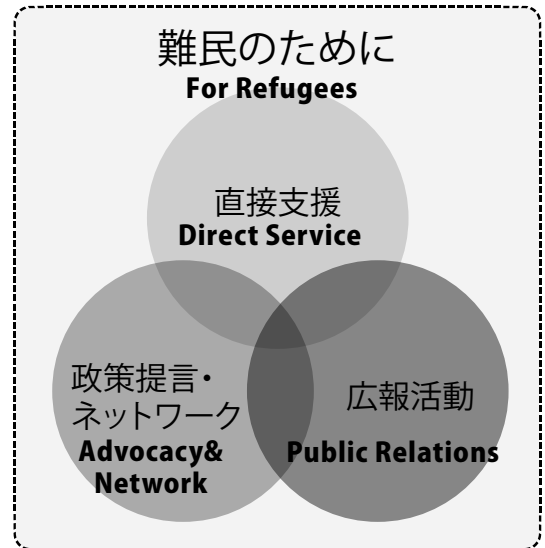 難民のために
For Refugees
直接支援
Direct Service
政策提言・
ネットワーク
Advocacy&
Network
広報活動
Public Relations